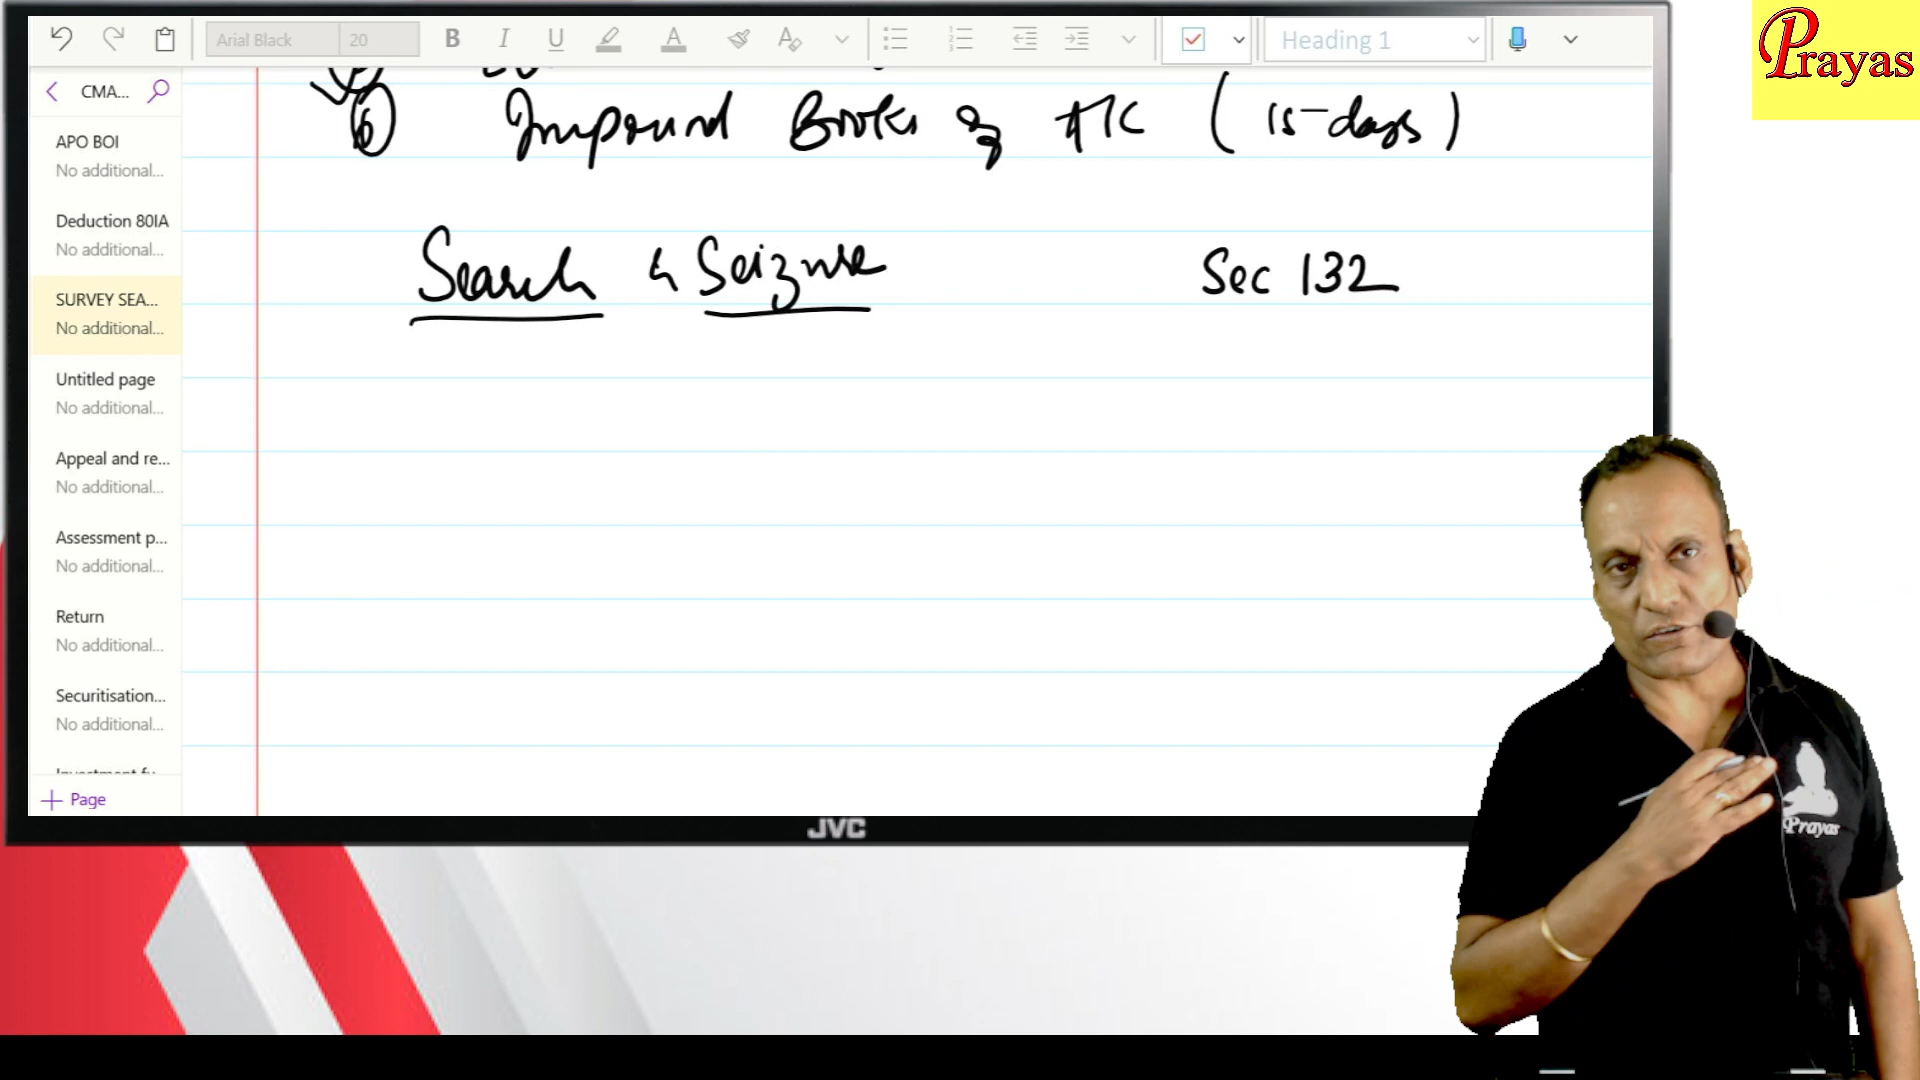 Prayas
Arial Black 20 B I U A A Heading 1
CMA...
APO BOI
No additional...
Deduction 80IA
No additional...
SURVEY SEA...
No additional...
Untitled page
No additional...
Appeal and re...
No additional...
Assessment p...
No additional...
Return
No additional...
Securitisation...
No additional...
Page
6 Impound Books of A/C (15 days)
Search & Seizure Sec 132
JVC
Prayas